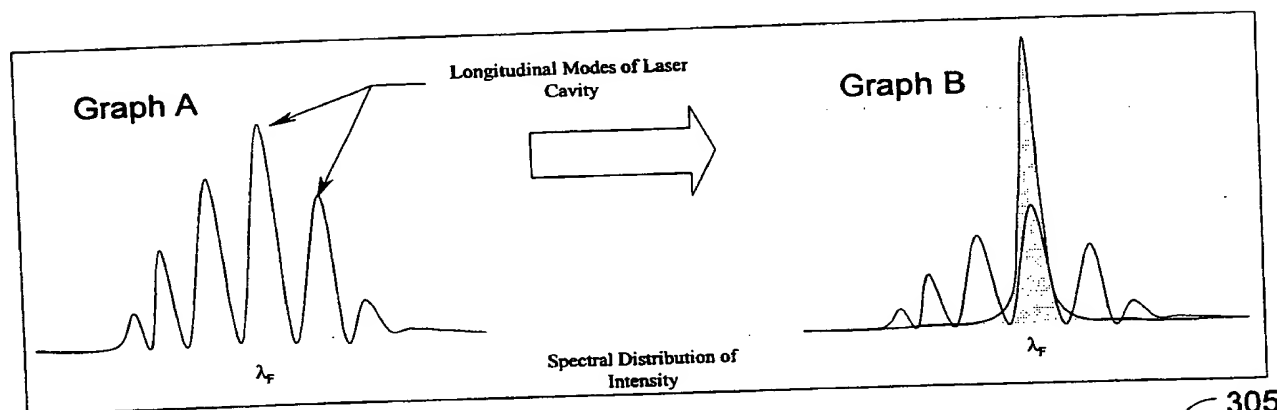 Graph A
Longitudinal Modes of Laser
Cavity
Graph B
λF
Spectral Distribution of
Intensity
λF
305